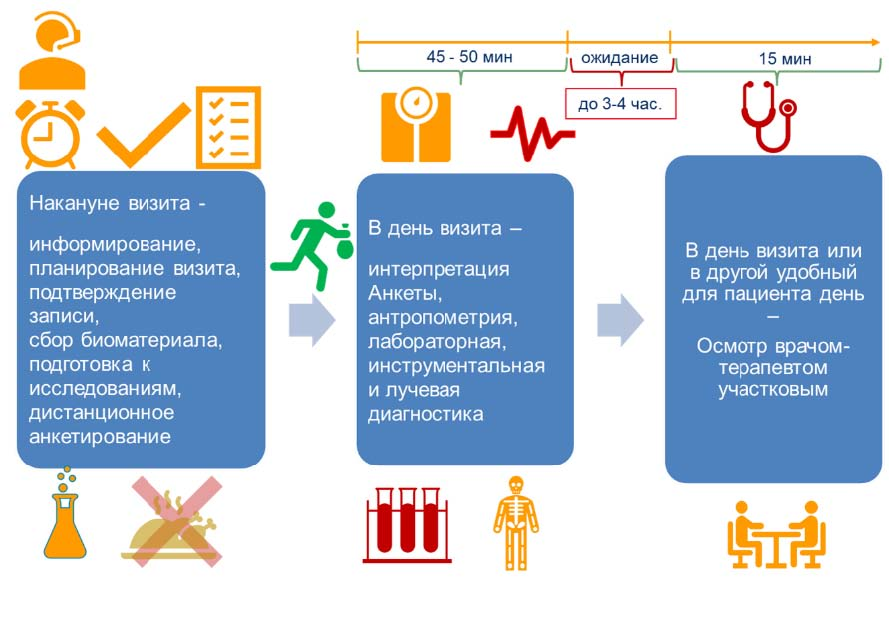 45 - 50 мин
ожидание
15 мин
до 3-4 час.
Накануне визита -
информирование,
планирование визита,
подтверждение
записи,
сбор биоматериала,
подготовка к
исследованиям,
дистанционное
анкетирование
В день визита –
интерпретация
Анкеты,
антропометрия,
лабораторная,
инструментальная
и лучевая
диагностика
В день визита или
в другой удобный
для пациента день
–
Осмотр врачом-
терапевтом
участковым